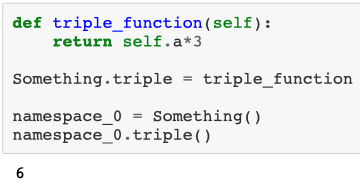 def triple_function(self):
    return self.a*3
Something.triple = triple_function
namespace_0 = Something()
namespace_0.triple()
6